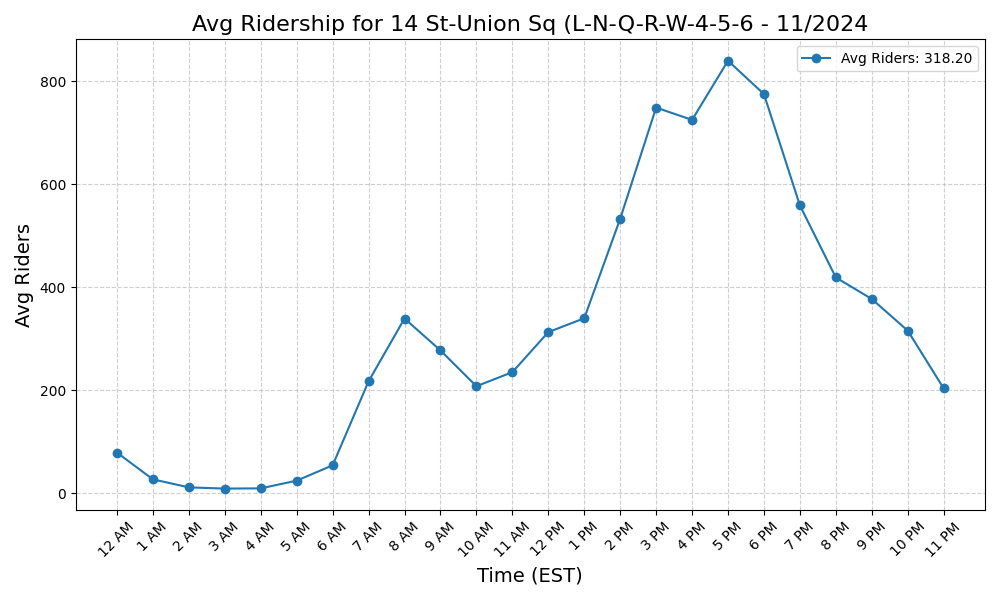 Avg Ridership for 14 St-Union Sq (L-N-Q-R-W-4-5-6 - 11/2024
Avg Riders: 318.20
Avg Riders
800
600
400
200
0
12 AM 1 AM 2 AM 3 AM 4 AM 5 AM 6 AM 7 AM 8 AM 9 AM 10 AM 11 AM 12 PM 1 PM 2 PM 3 PM 4 PM 5 PM 6 PM 7 PM 8 PM 9 PM 10 PM 11 PM
Time (EST)